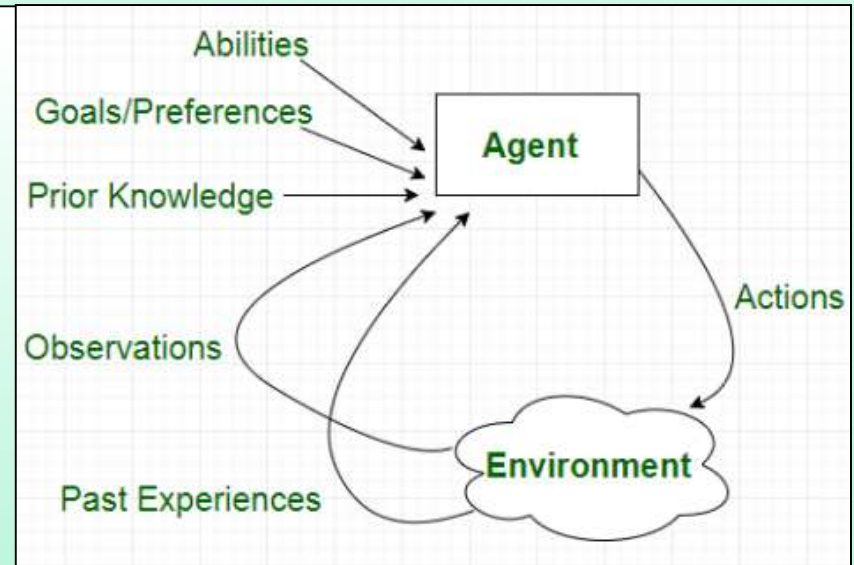 Abilities
Goals/Preferences
Agent
Prior Knowledge
Actions
Observations
Environment
Past Experiences